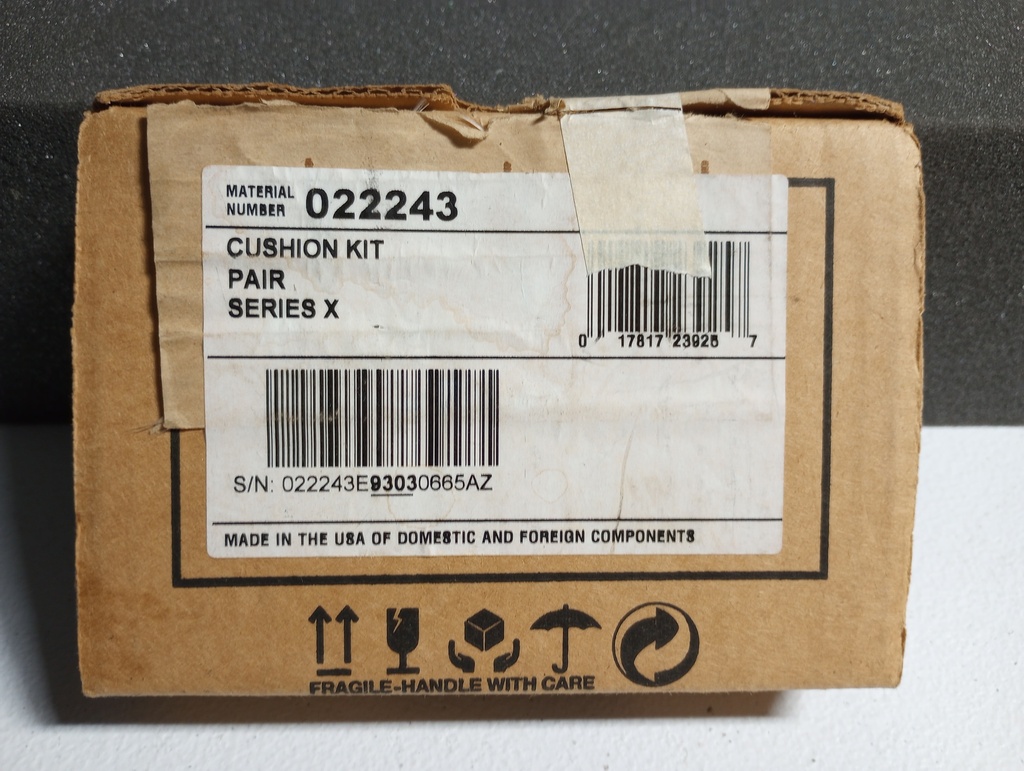 MATERIAL NUMBER 022243
CUSHION KIT
PAIR
SERIES X
0 17817 23926 7
S/N: 022243E93030665AZ
MADE IN THE USA OF DOMESTIC AND FOREIGN COMPONENTS
FRAGILE-HANDLE WITH CARE